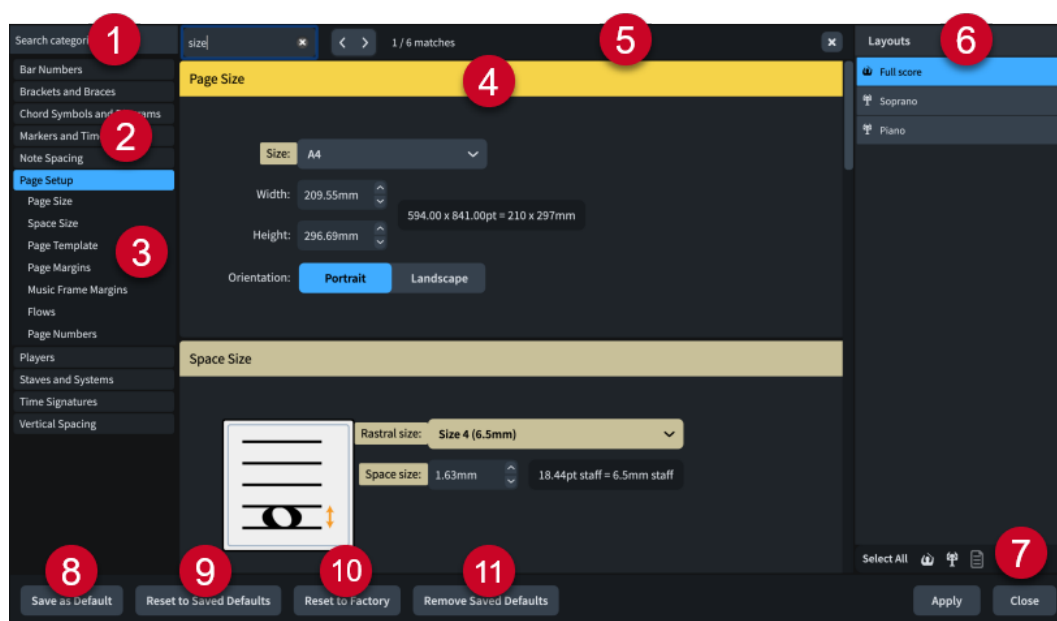 Search categor
1
size
1 / 6 matches
5
Layouts
6
Bar Numbers
Brackets and Braces
Chord Symbols and
Markers and Tim
2
Note Spacing
Page Setup
Page Size
Space Size
Page Template
Page Margins
3
Music Frame Margins
Flows
Page Numbers
Players
Staves and Systems
Time Signatures
Vertical Spacing
Page Size
4
Size: A4
Width: 209.55mm
594.00 x 841.00pt = 210 x 297mm
Height: 296.69mm
Orientation: Portrait Landscape
Space Size
Rastral size: Size 4 (6.5mm)
Space size: 1.63mm 18.44pt staff = 6.5mm staff
Full score
Soprano
Piano
Select All
7
8
9
10
11
Save as Default
Reset to Saved Defaults
Reset to Factory
Remove Saved Defaults
Apply
Close